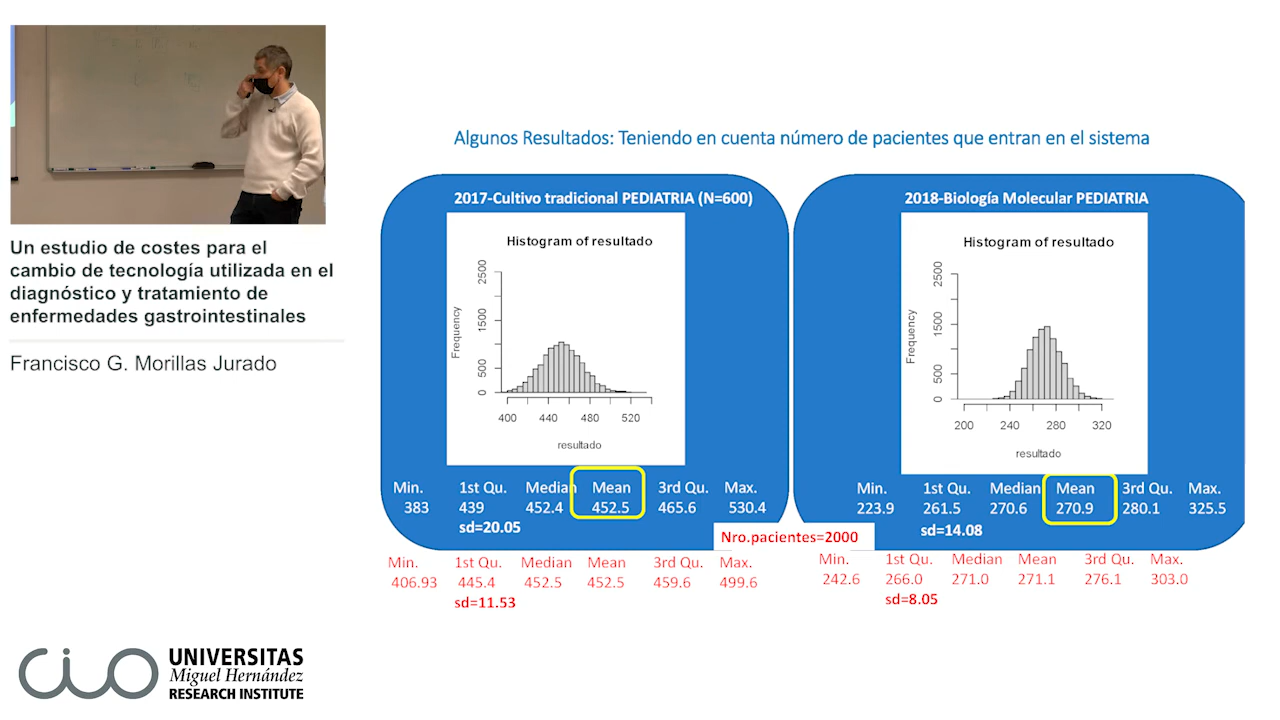 Algunos Resultados: Teniendo en cuenta número de pacientes que entran en el sistema
Un estudio de costes para el
cambio de tecnología utilizada en el
diagnóstico y tratamiento de
enfermedades gastrointestinales
Francisco G. Morillas Jurado
2017-Cultivo tradicional PEDIATRIA (N=600)
Histogram of resultado
Frequency
0 500 1500 2500
400 440 480 520
resultado
Min. 1st Qu. Median Mean 3rd Qu. Max.
383 439 452.4 452.5 465.6 530.4
sd=20.05
2018-Biología Molecular PEDIATRIA
Histogram of resultado
Frequency
0 500 1500 2500
200 240 280 320
resultado
Min. 1st Qu. Median Mean 3rd Qu. Max.
223.9 261.5 270.6 270.9 280.1 325.5
sd=14.08
Nro.pacientes=2000
Min. 1st Qu. Median Mean 3rd Qu. Max.
406.93 445.4 452.5 452.5 459.6 499.6
sd=11.53
Min. 1st Qu. Median Mean 3rd Qu. Max.
242.6 266.0 271.0 271.1 276.1 303.0
sd=8.05
CIO
UNIVERSITAS
Miguel Hernández
RESEARCH INSTITUTE